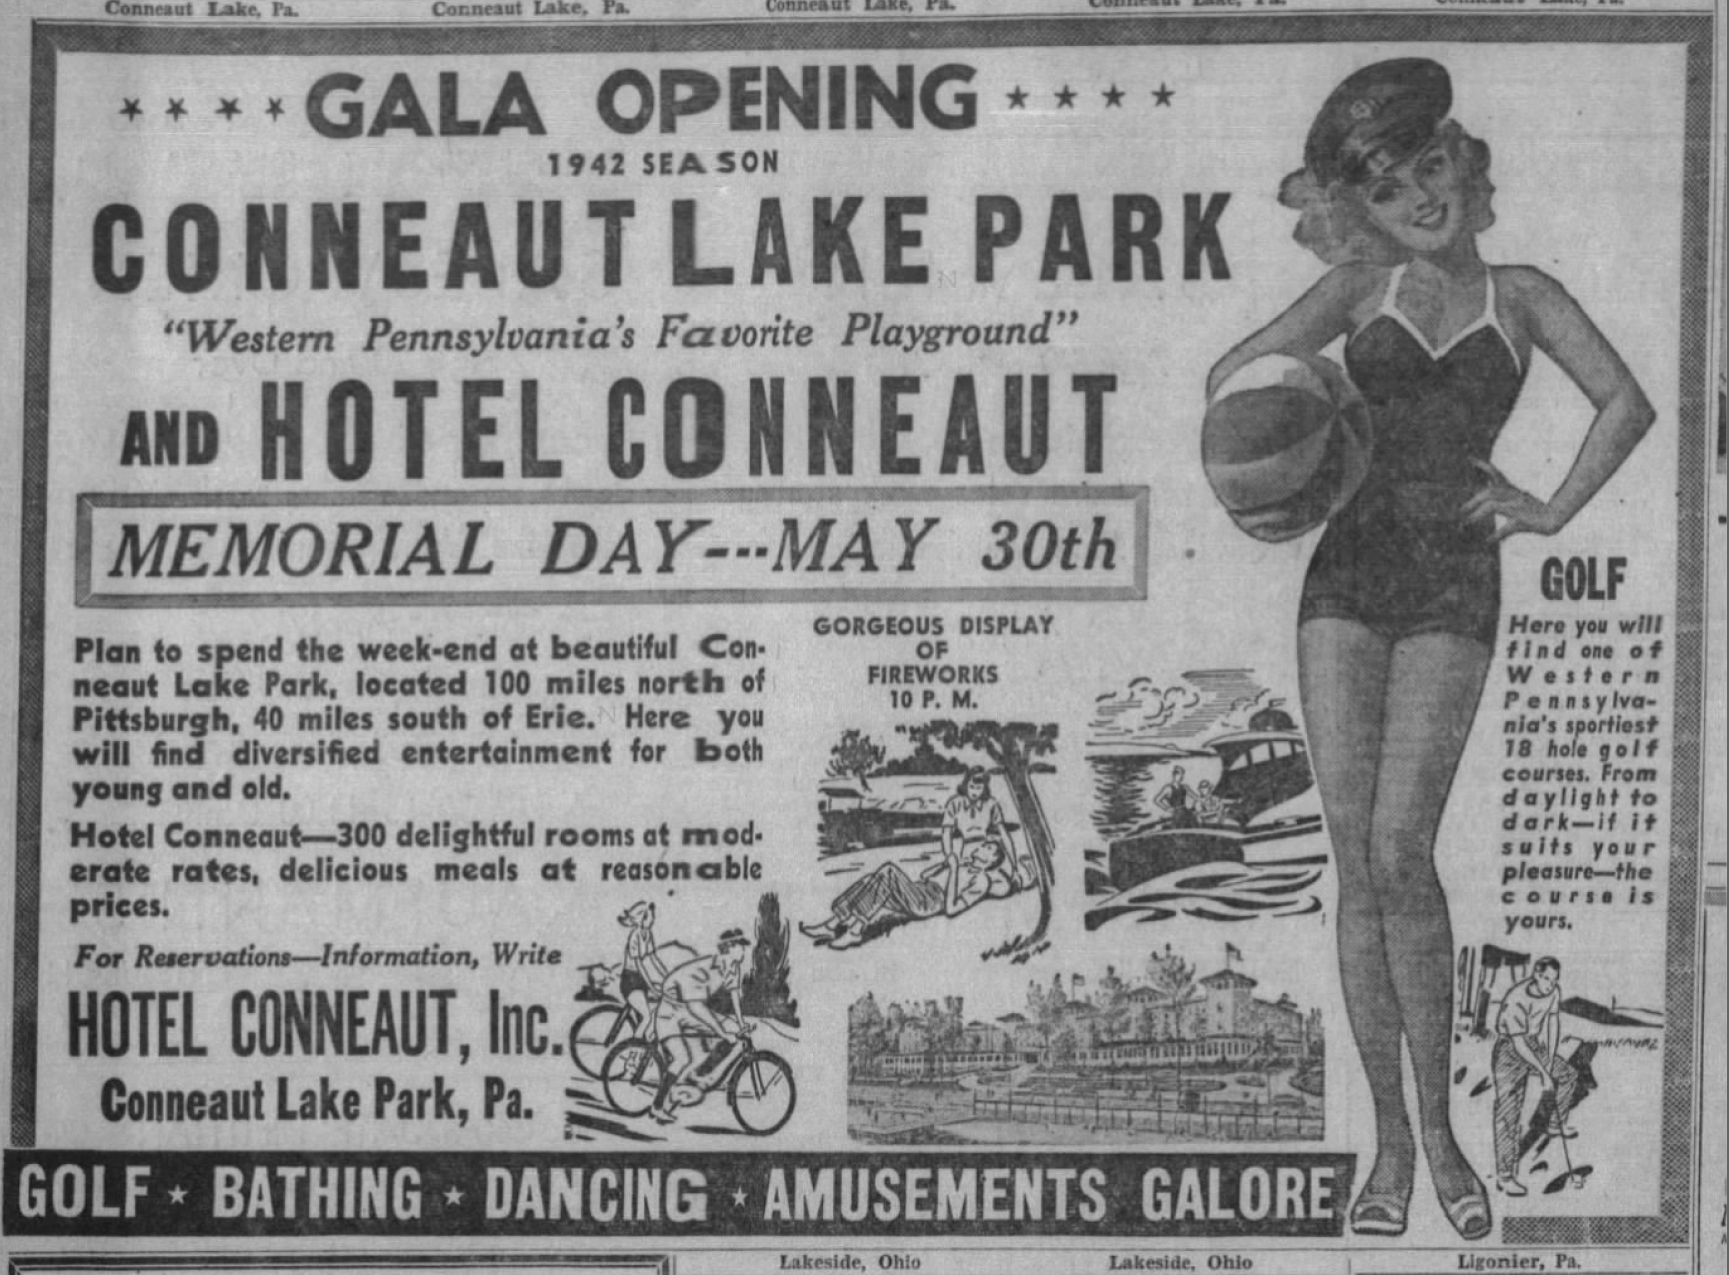 Conneaut Lake, Pa. Conneaut Lake, Pa. Conneaut Lake, Pa. Conneaut Lake, Pa. Conneaut Lake, Pa.
★ ★ ★ ★ GALA OPENING ★ ★ ★ ★
1942 SEASON
CONNEAUT LAKE PARK
“Western Pennsylvania's Favorite Playground”
AND HOTEL CONNEAUT
MEMORIAL DAY---MAY 30th
Plan to spend the week-end at beautiful Con-
neaut Lake Park, located 100 miles north of
Pittsburgh, 40 miles south of Erie. Here you
will find diversified entertainment for both
young and old.
Hotel Conneaut—300 delightful rooms at mod-
erate rates, delicious meals at reasonable
prices.
For Reservations—Information, Write
HOTEL CONNEAUT, Inc.
Conneaut Lake Park, Pa.
GORGEOUS DISPLAY
OF
FIREWORKS
10 P. M.
GOLF
Here you will
find one of
Western
Pennsylva-
nia's sportiest
18 hole golf
courses. From
daylight to
dark—if it
suits your
pleasure—the
course is
yours.
GOLF ★ BATHING ★ DANCING ★ AMUSEMENTS GALORE
Lakeside, Ohio Lakeside, Ohio Ligonier, Pa.